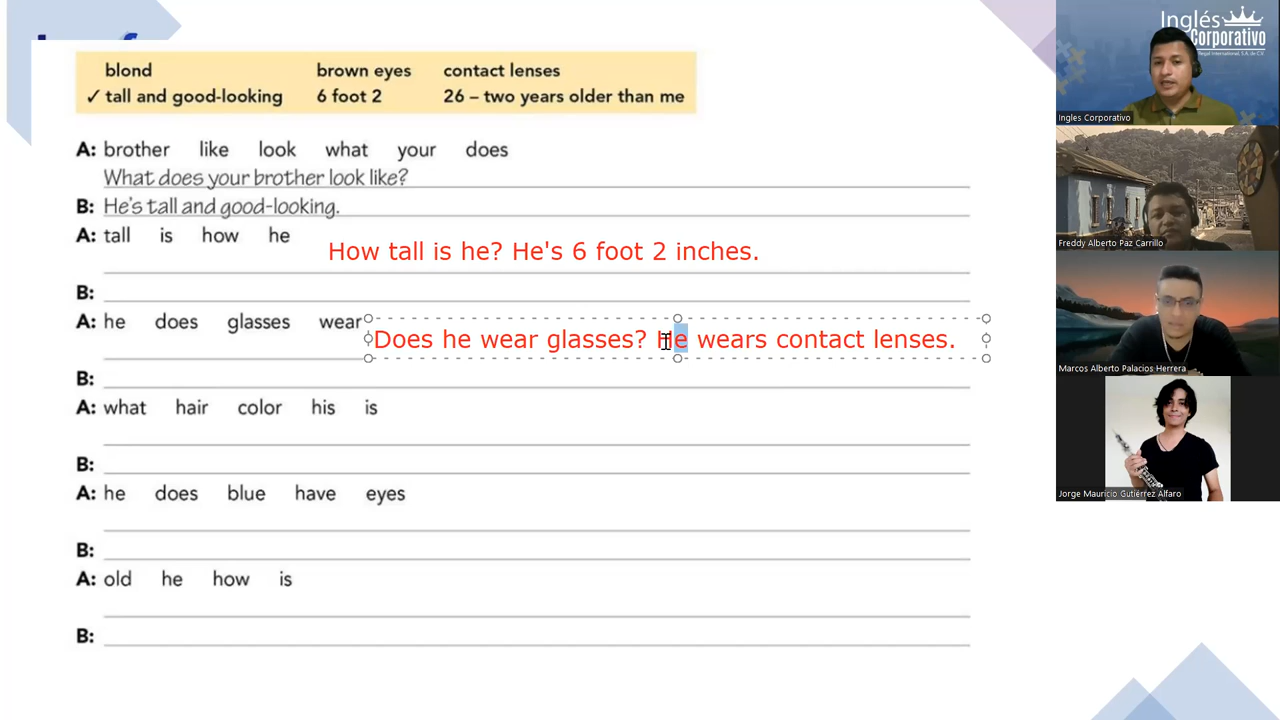 blond brown eyes contact lenses
✓ tall and good-looking 6 foot 2 26 – two years older than me
A: brother like look what your does
What does your brother look like?
B: He's tall and good-looking.
A: tall is how he
How tall is he? He's 6 foot 2 inches.
B:
A: he does glasses wear
Does he wear glasses? He wears contact lenses.
B:
A: what hair color his is
B:
A: he does blue have eyes
B:
A: old he how is
B:
Inglés
Corporativo
Ingles Corporativo
Freddy Alberto Paz Carrillo
Marcos Alberto Palacios Herrera
Jorge Mauricio Gutiérrez Alfaro